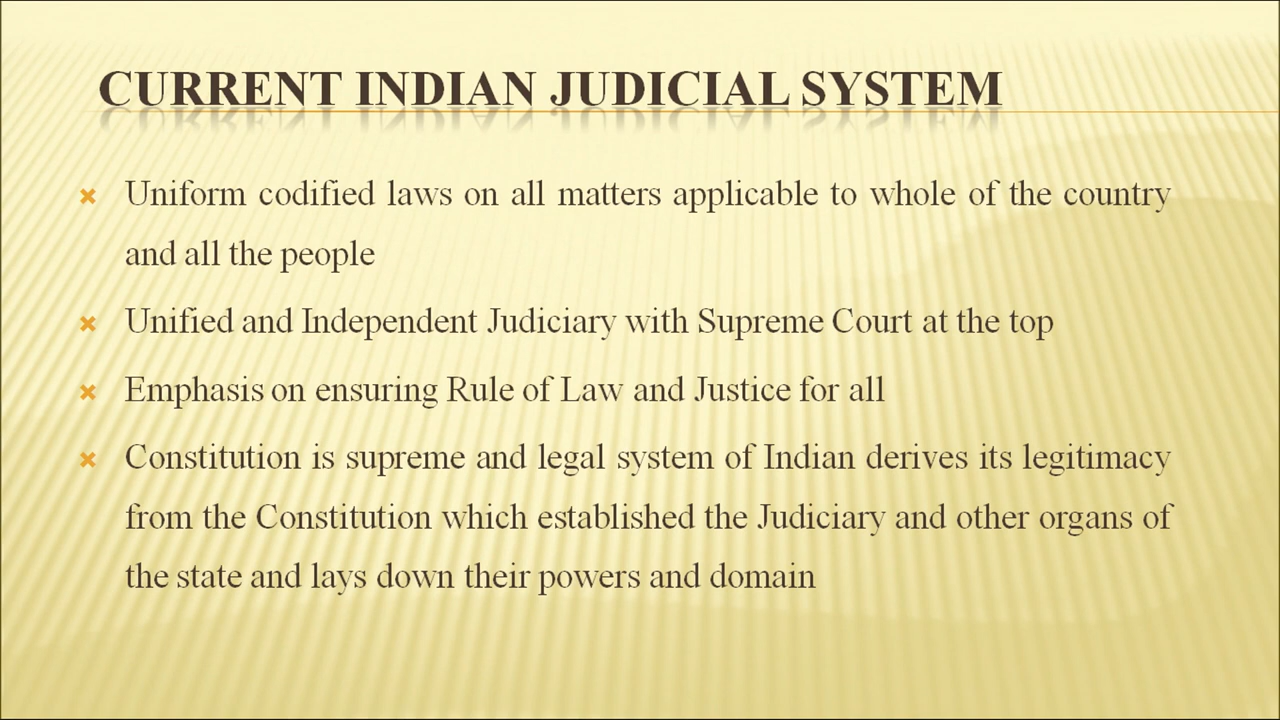 CURRENT INDIAN JUDICIAL SYSTEM
Uniform codified laws on all matters applicable to whole of the country
and all the people
Unified and Independent Judiciary with Supreme Court at the top
Emphasis on ensuring Rule of Law and Justice for all
Constitution is supreme and legal system of Indian derives its legitimacy
from the Constitution which established the Judiciary and other organs of
the state and lays down their powers and domain